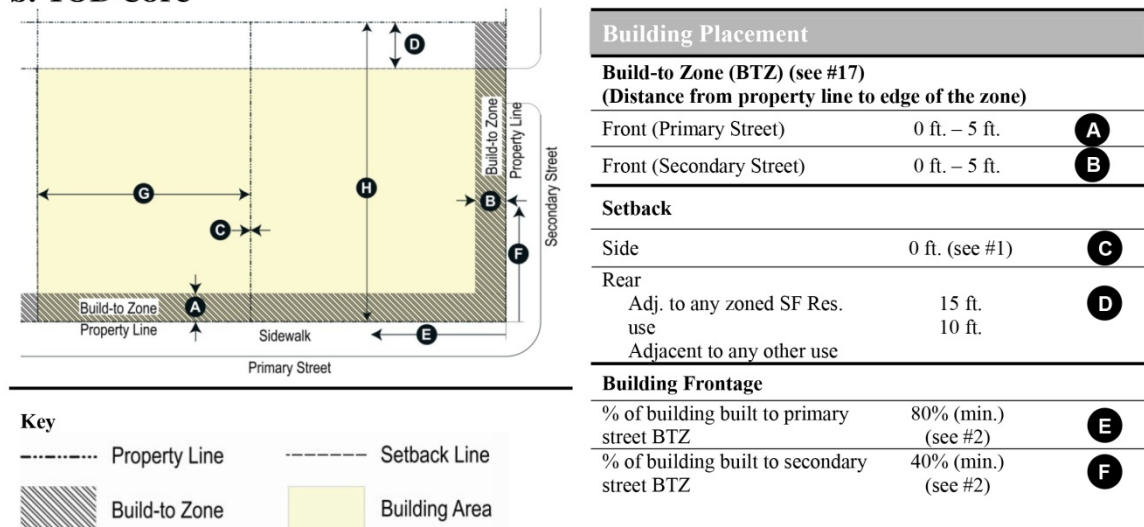 D
Build-to Zone
Property Line
Secondary Street
G
H
B
C
F
Build-to Zone
A
Property Line
Sidewalk
E
Primary Street
Key
Property Line
Setback Line
Build-to Zone
Building Area
Building Placement
Build-to Zone (BTZ) (see #17)
(Distance from property line to edge of the zone)
Front (Primary Street) 0 ft. – 5 ft. A
Front (Secondary Street) 0 ft. – 5 ft. B
Setback
Side 0 ft. (see #1) C
Rear
Adj. to any zoned SF Res. 15 ft. D
use 10 ft.
Adjacent to any other use
Building Frontage
% of building built to primary 80% (min.) E
street BTZ (see #2)
% of building built to secondary 40% (min.) F
street BTZ (see #2)